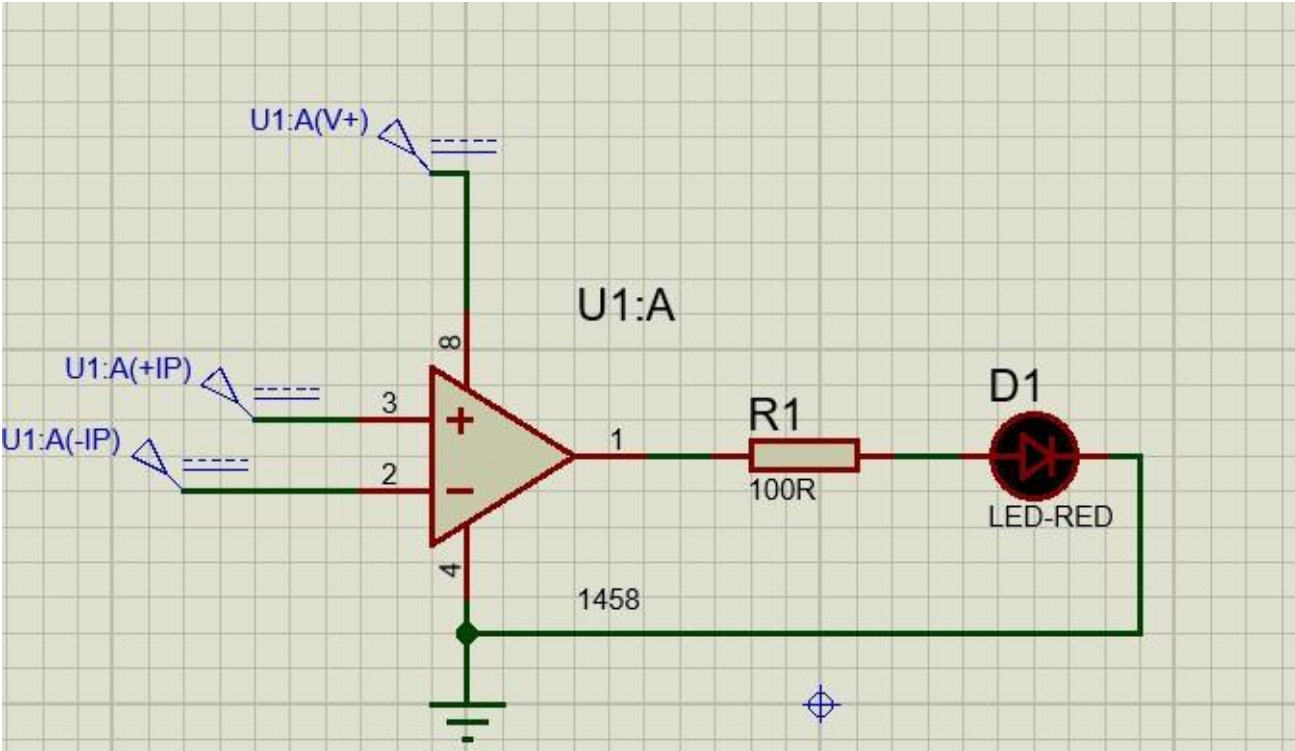 U1:A(V+)
U1:A
8
U1:A(+IP)
3
U1:A(-IP)
2
1
R1
100R
D1
LED-RED
4
1458